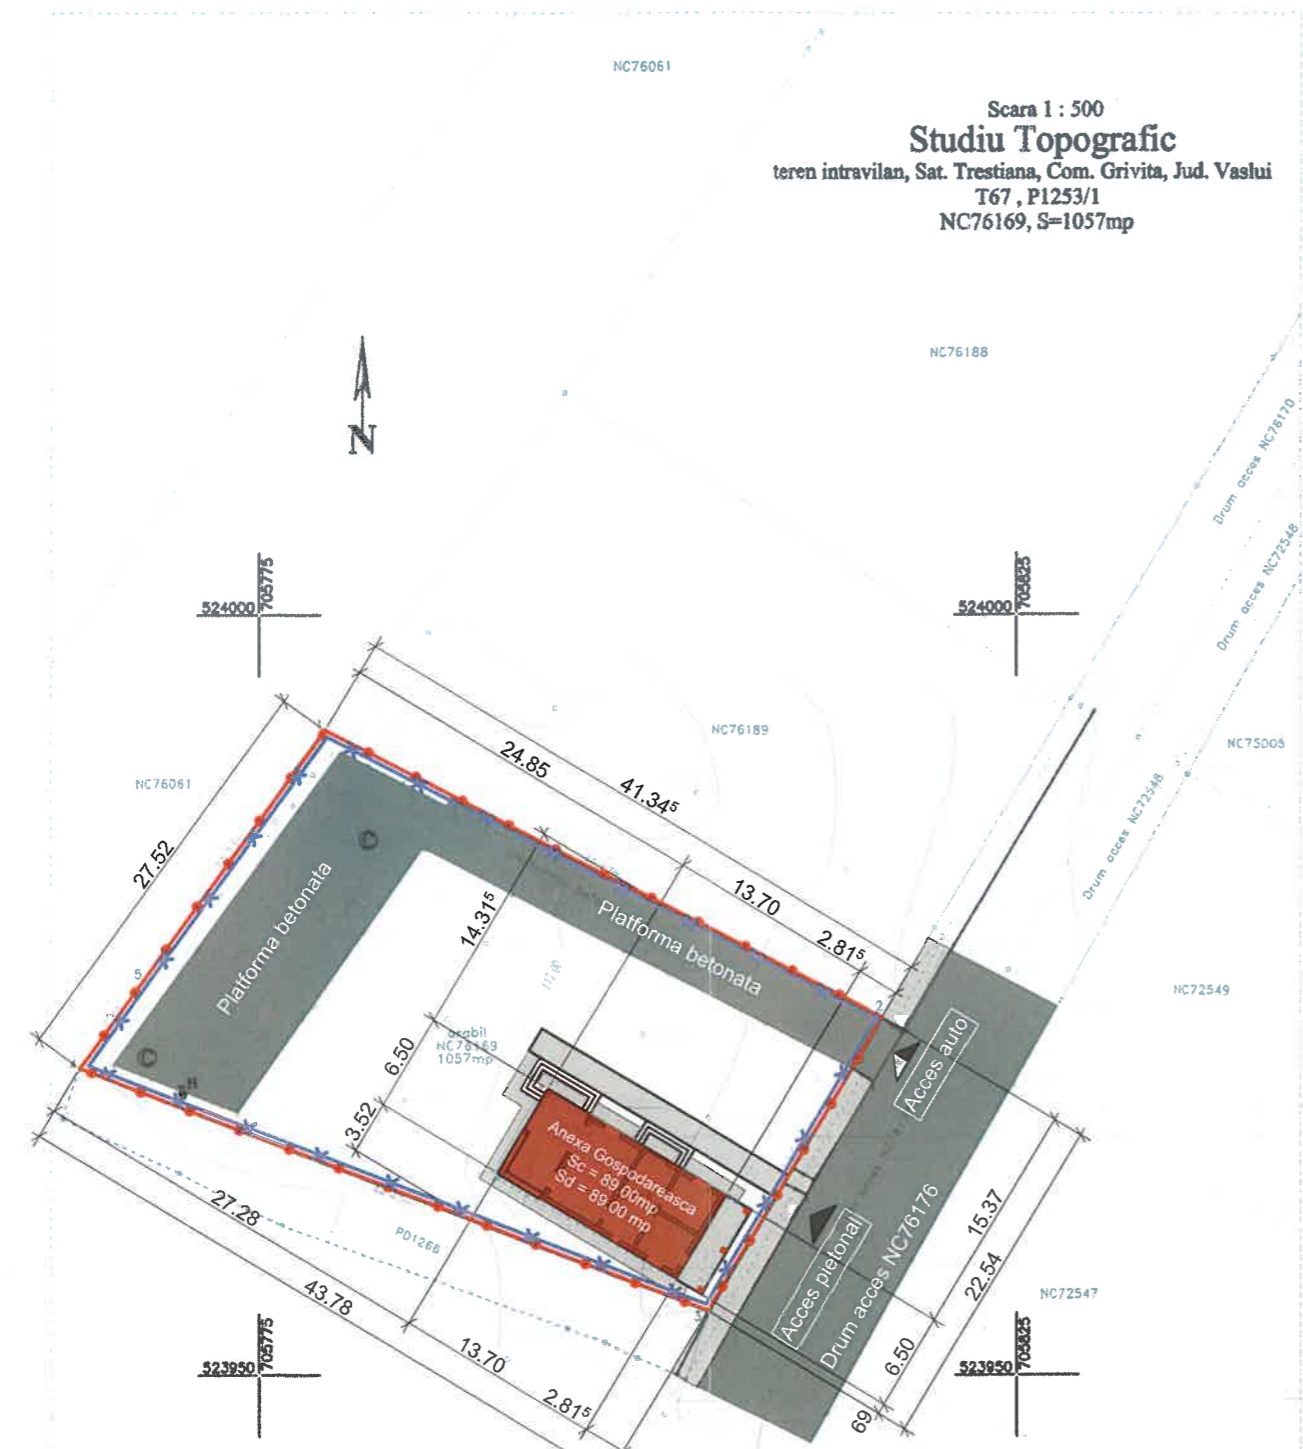 NC76061
Scara 1 : 500
Studiu Topografic
teren intravilan, Sat. Trestiana, Com. Grivita, Jud. Vaslui
T67 , P1253/1
NC76169, S=1057mp
NC76188
N
Drum acces NC76170
Drum acces NC72548
524000
705775
524000
705825
NC76189
NC75005
NC76061
24.85
41.34⁵
27.52
13.70
2.81⁵
14.31⁵
Platforma betonata
Platforma betonata
Drum acces NC72548
NC72549
5
2
arabil
NC76169
1057mp
6.50
3.52
Acces auto
Anexa Gospodareasca
Sc = 89.00mp
Sd = 89.00 mp
27.28
PD1266
43.78
Acces pietonal
Drum acces NC76176
15.37
22.54
NC72547
3
523950
705775
523950
705825
13.70
2.81⁵
6.50
69